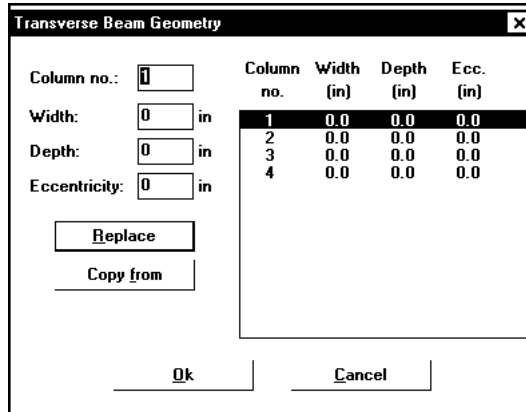 Transverse Beam Geometry
Column no.: 1
Width: 0 in
Depth: 0 in
Eccentricity: 0 in
Replace
Copy from
Column Width Depth Ecc.
no. (in) (in) (in)
1 0.0 0.0 0.0
2 0.0 0.0 0.0
3 0.0 0.0 0.0
4 0.0 0.0 0.0
Ok Cancel